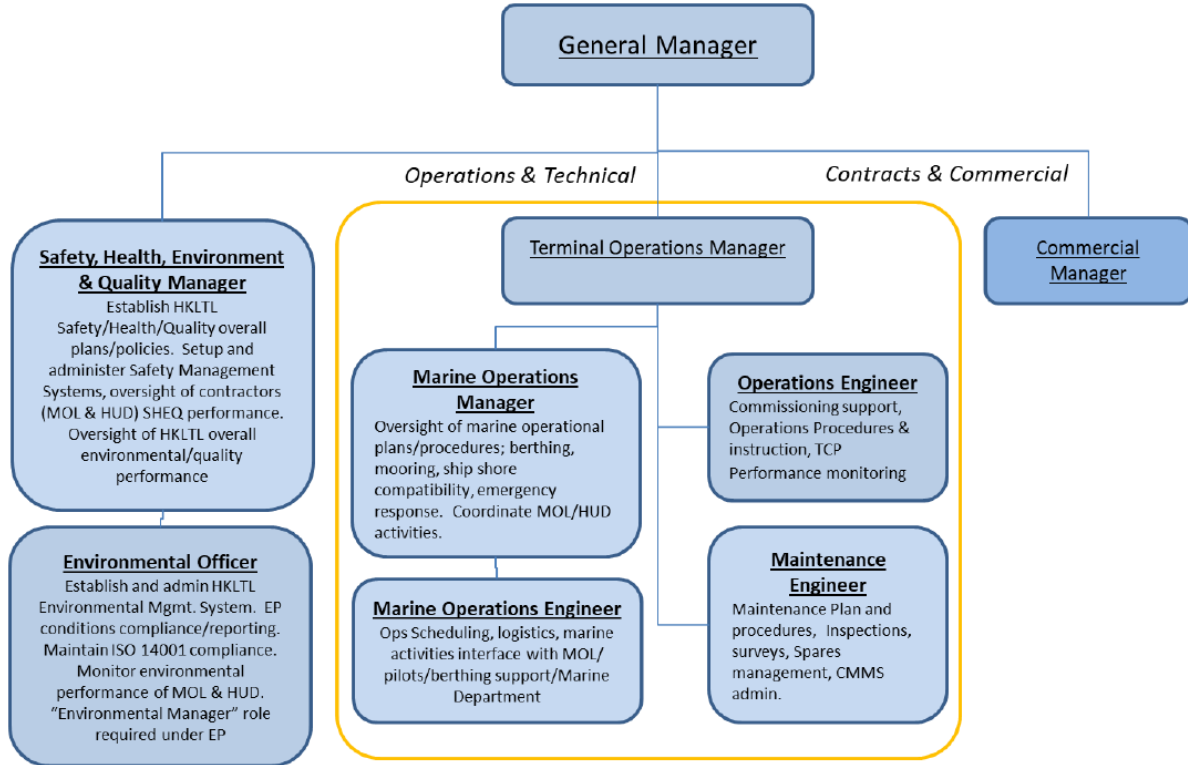 General Manager
Operations & Technical
Contracts & Commercial
Safety, Health, Environment
& Quality Manager
Establish HKLTL
Safety/Health/Quality overall
plans/policies.  Setup and
administer Safety Management
Systems, oversight of contractors
(MOL & HUD) SHEQ performance.
Oversight of HKLTL overall
environmental/quality
performance
Environmental Officer
Establish and admin HKLTL
Environmental Mgmt. System.  EP
conditions compliance/reporting.
Maintain ISO 14001 compliance.
Monitor environmental
performance of MOL & HUD.
"Environmental Manager" role
required under EP
Terminal Operations Manager
Marine Operations
Manager
Oversight of marine operational
plans/procedures; berthing,
mooring, ship shore
compatibility, emergency
response.  Coordinate MOL/HUD
activities.
Marine Operations Engineer
Ops Scheduling, logistics, marine
activities interface with MOL/
pilots/berthing support/Marine
Department
Operations Engineer
Commissioning support,
Operations Procedures &
instruction, TCP
Performance monitoring
Maintenance
Engineer
Maintenance Plan and
procedures,  Inspections,
surveys, Spares
management, CMMS
admin.
Commercial
Manager